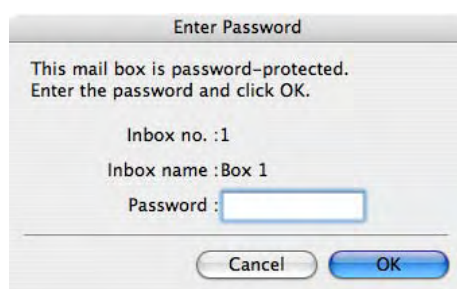 Enter Password
This mail box is password-protected.
Enter the password and click OK.
Inbox no. :1
Inbox name :Box 1
Password :
Cancel OK